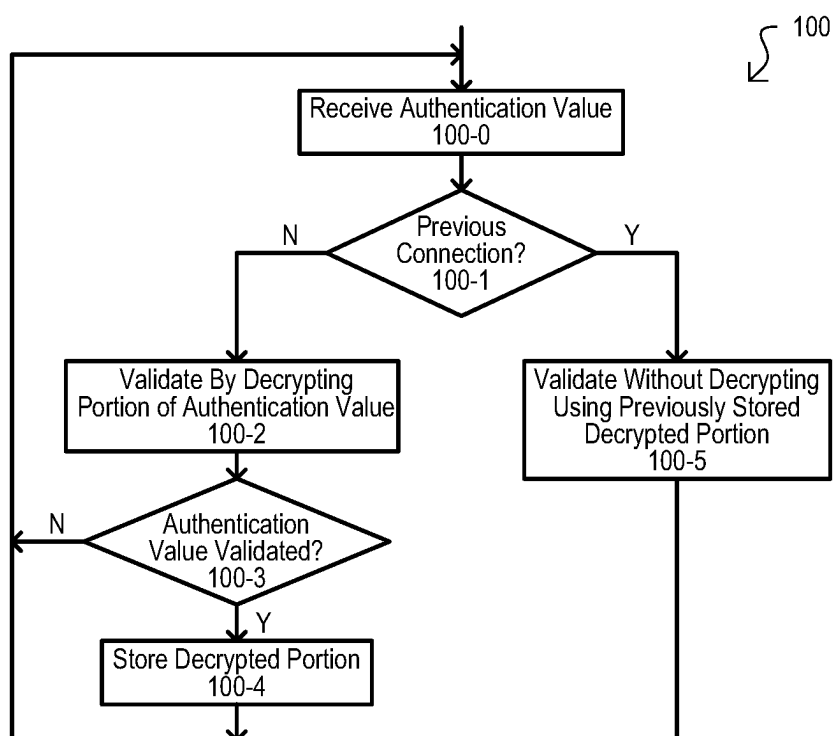 100
Receive Authentication Value
100-0
Previous
Connection?
100-1
N
Y
Validate By Decrypting
Portion of Authentication Value
100-2
Validate Without Decrypting
Using Previously Stored
Decrypted Portion
100-5
N
Authentication
Value Validated?
100-3
Y
Store Decrypted Portion
100-4